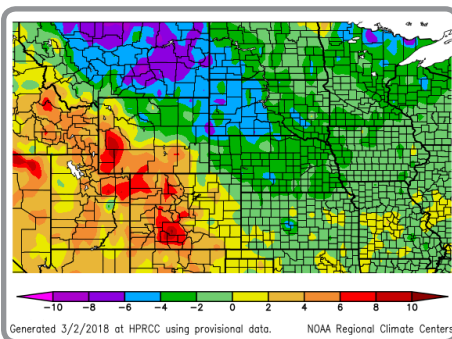 -10 -8 -6 -4 -2 0 2 4 6 8 10
Generated 3/2/2018 at HPRCC using provisional data. NOAA Regional Climate Centers